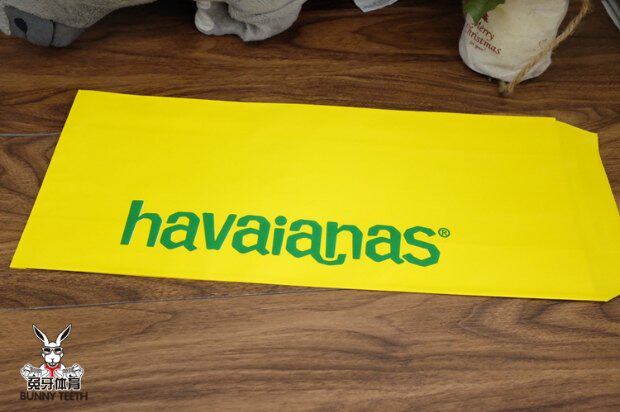 Merry
Christmas
havaianas®
兔牙体育
BUNNY TEETH